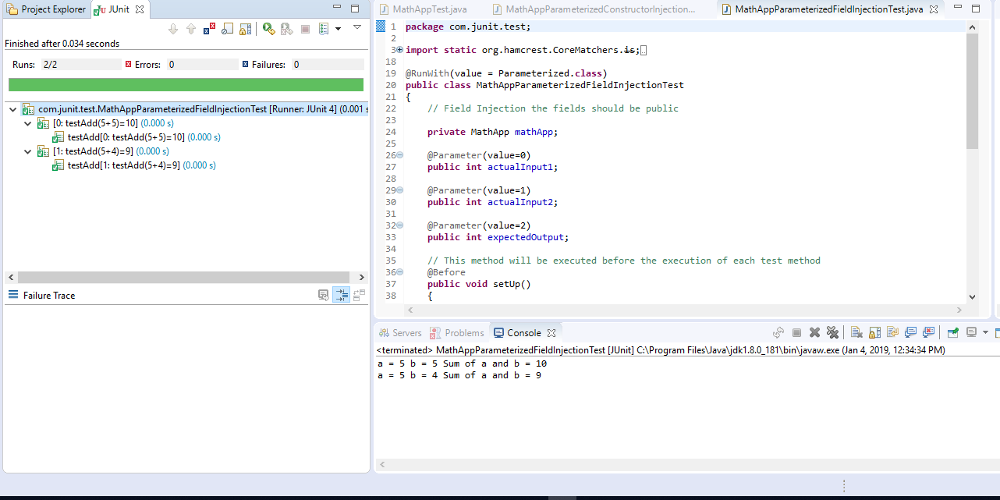 Project Explorer JUnit
Finished after 0.034 seconds
Runs: 2/2 Errors: 0 Failures: 0
com.junit.test.MathAppParameterizedFieldInjectionTest [Runner: JUnit 4] (0.001 s
[0: testAdd(5+5)=10] (0.000 s)
testAdd[0: testAdd(5+5)=10] (0.000 s)
[1: testAdd(5+4)=9] (0.000 s)
testAdd[1: testAdd(5+4)=9] (0.000 s)
Failure Trace
MathAppTest.java MathAppParameterizedConstructorInjection... MathAppParameterizedFieldInjectionTest.java
1 package com.junit.test;
2
3 import static org.hamcrest.CoreMatchers.is;
18
19 @RunWith(value = Parameterized.class)
20 public class MathAppParameterizedFieldInjectionTest
21 {
22 // Field Injection the fields should be public
23
24 private MathApp mathApp;
25
26 @Parameter(value=0)
27 public int actualInput1;
28
29 @Parameter(value=1)
30 public int actualInput2;
31
32 @Parameter(value=2)
33 public int expectedOutput;
34
35 // This method will be executed before the execution of each test method
36 @Before
37 public void setUp()
38 {
Servers Problems Console
<terminated> MathAppParameterizedFieldInjectionTest [JUnit] C:\Program Files\Java\jdk1.8.0_181\bin\javaw.exe (Jan 4, 2019, 12:34:34 PM)
a = 5 b = 5 Sum of a and b = 10
a = 5 b = 4 Sum of a and b = 9